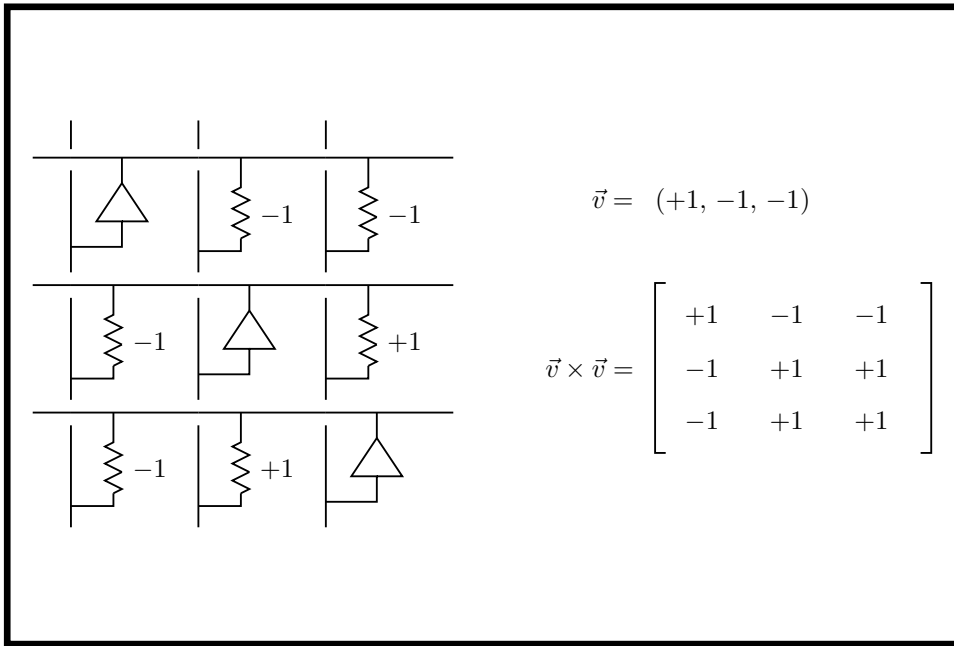 −1 −1
v⃗ = (+1, −1, −1)
−1 +1
−1 +1
v⃗ × v⃗ =
+1 −1 −1
−1 +1 +1
−1 +1 +1